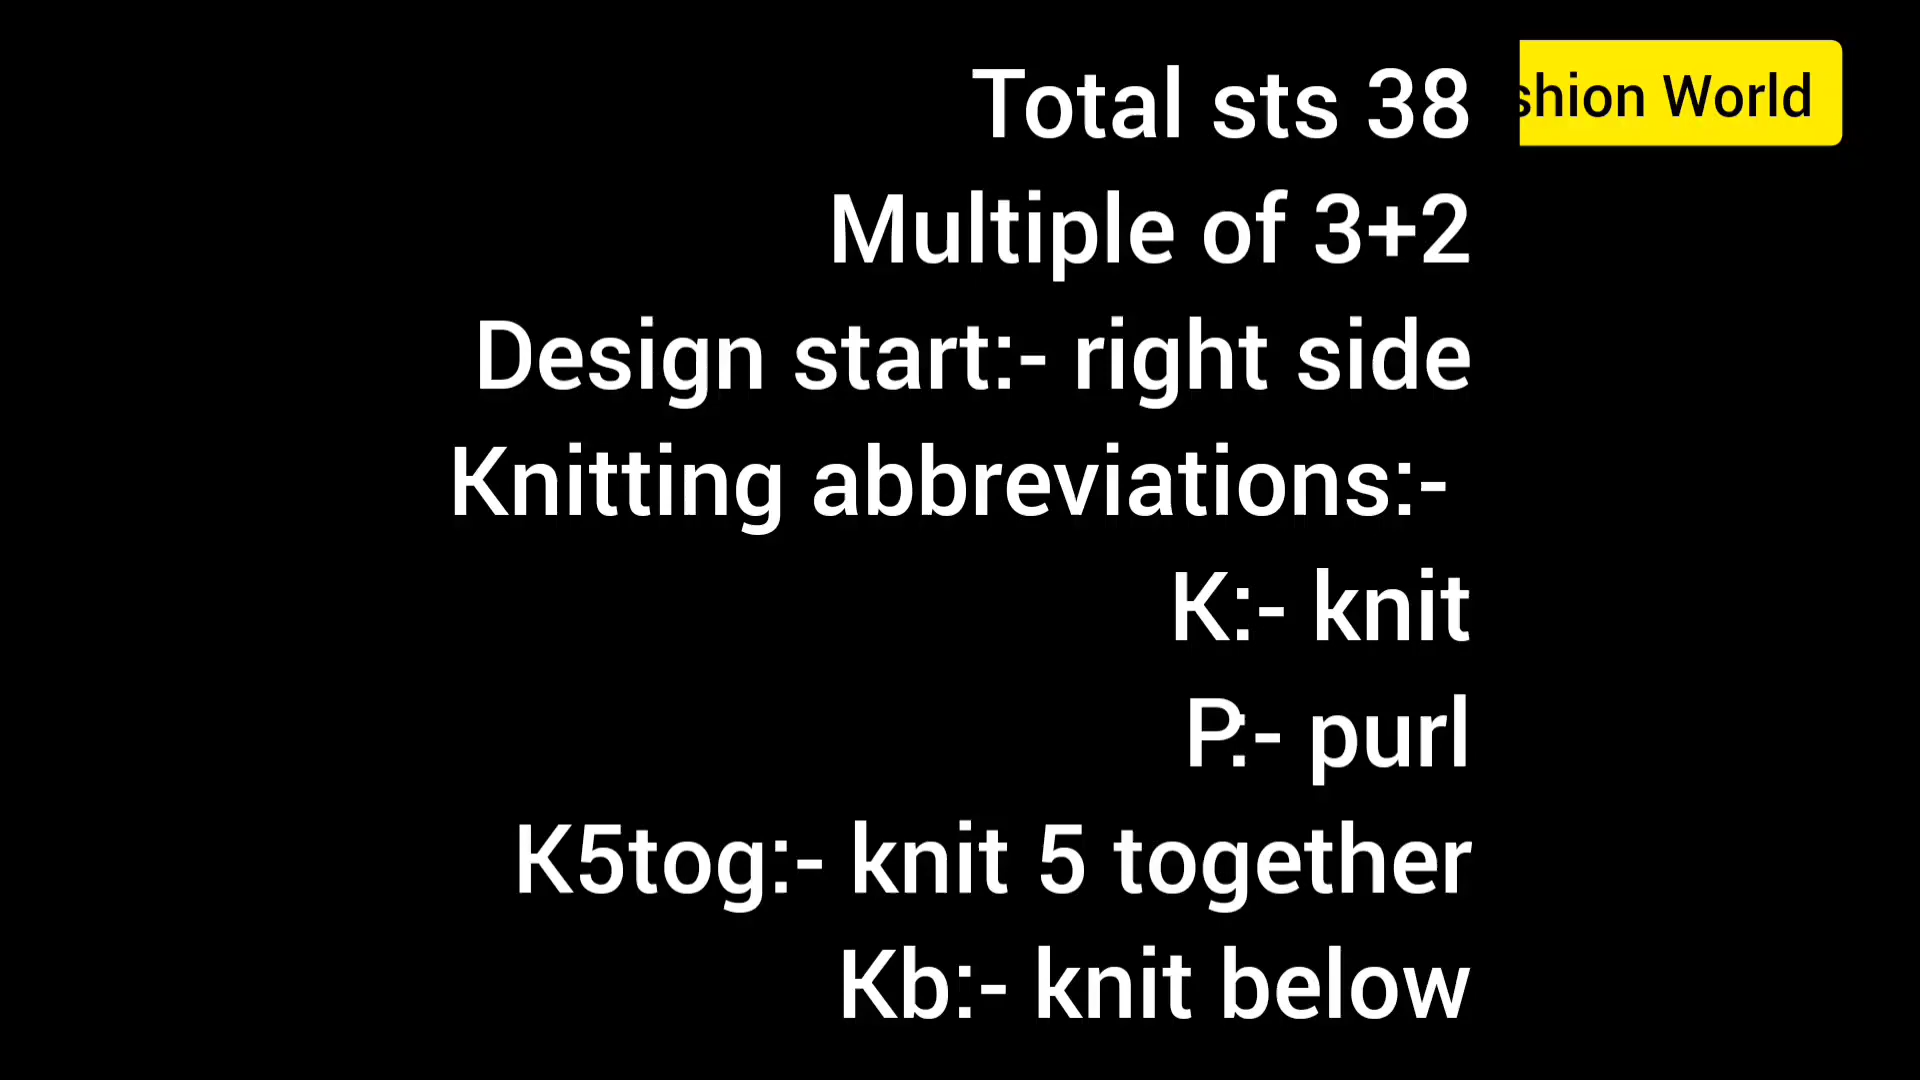 Total sts 38
World
Multiple of 3+2
Design start:- right side
Knitting abbreviations:-
K:- knit
P:- purl
K5tog:- knit 5 together
Kb:- knit below